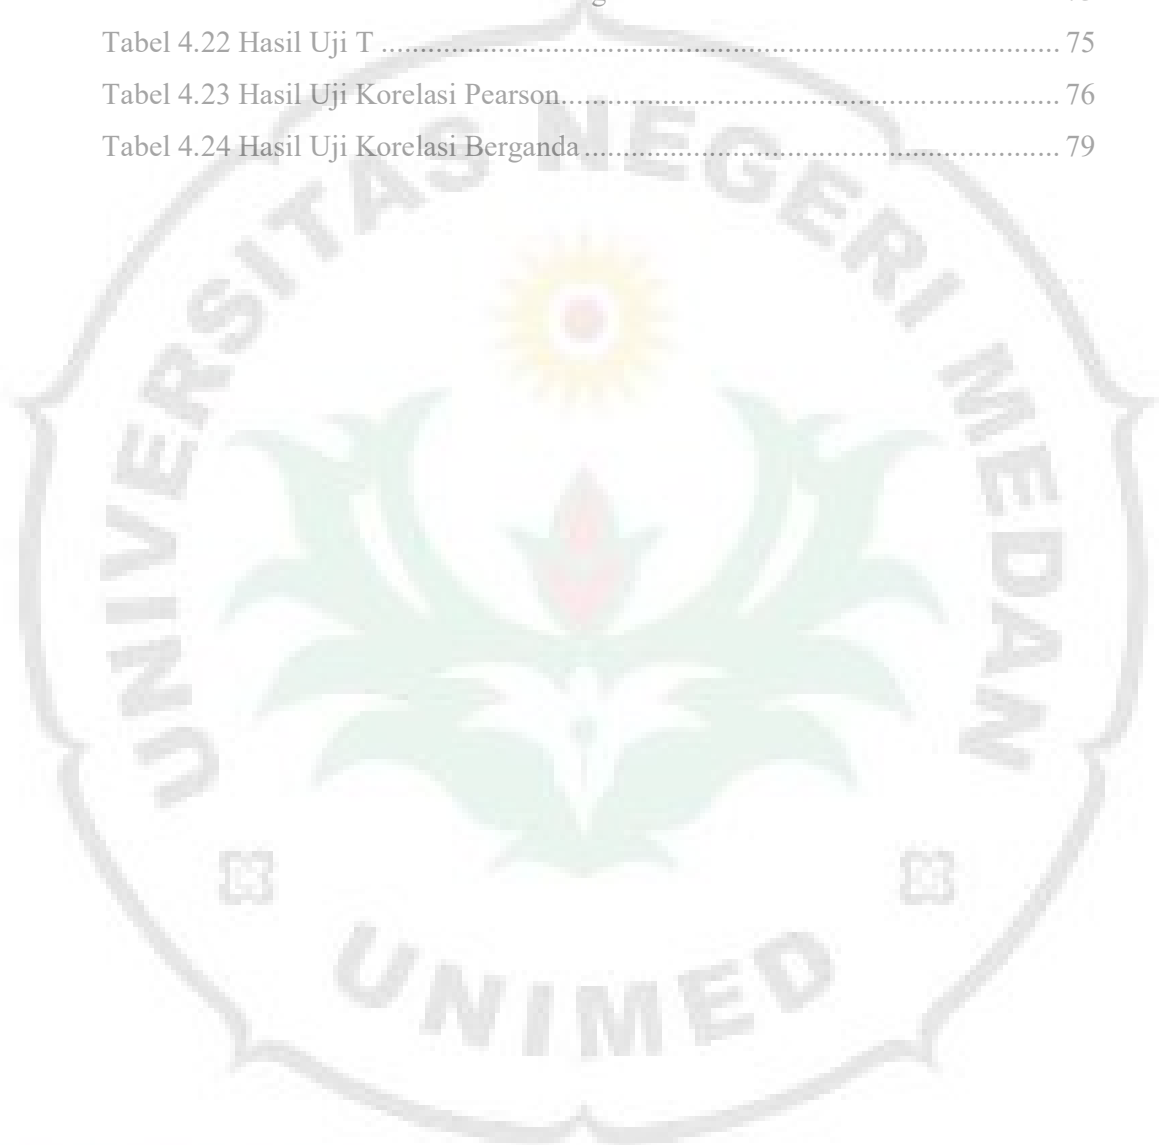 Tabel 4.22 Hasil Uji T ........................................................................................ 75
Tabel 4.23 Hasil Uji Korelasi Pearson................................................................. 76
Tabel 4.24 Hasil Uji Korelasi Berganda .............................................................. 79
UNIVERSITAS NEGERI MEDAN
UNIMED